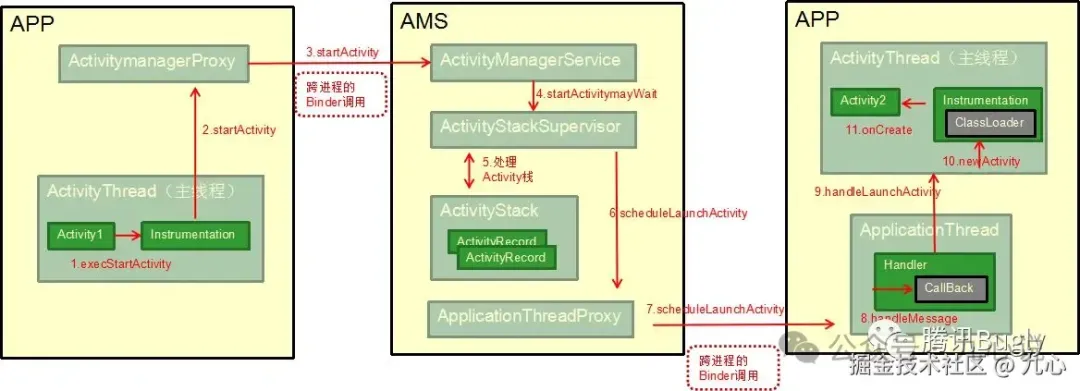 APP
ActivitymanagerProxy
2.startActivity
ActivityThread（主线程）
Activity1
Instrumentation
1.execStartActivity
3.startActivity
跨进程的
Binder调用
AMS
ActivityManagerService
4.startActivitymayWait
ActivityStackSupervisor
5.处理
Activity栈
ActivityStack
ActivityRecord
ActivityRecord
6.scheduleLaunchActivity
ApplicationThreadProxy
7.scheduleLaunchActivity
跨进程的
Binder调用
APP
ActivityThread（主线程）
Activity2
Instrumentation
ClassLoader
11.onCreate
10.newActivity
9.handleLaunchActivity
ApplicationThread
Handler
CallBack
8.handleMessage
腾讯Bugly
掘金技术社区 @ 凢心